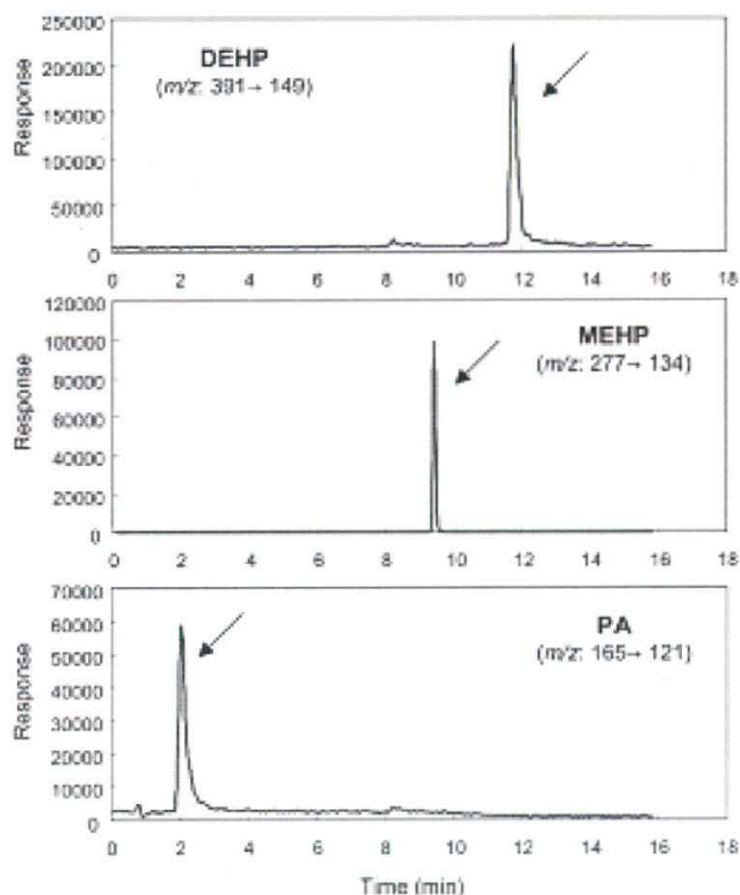 250000
200000
150000
100000
50000
0
Response
DEHP
(m/z: 391→ 149)
0 2 4 6 8 10 12 14 16 18
120000
100000
80000
60000
40000
20000
0
Response
MEHP
(m/z: 277→ 134)
0 2 4 6 8 10 12 14 16 18
70000
60000
50000
40000
30000
20000
10000
0
Response
PA
(m/z: 165→ 121)
0 2 4 6 8 10 12 14 16 18
Time (min)